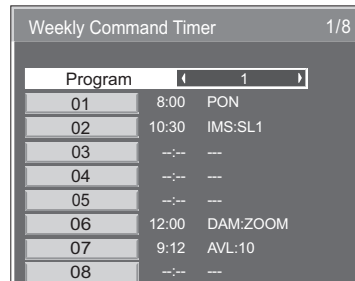 Weekly Command Timer 1/8
Program 1
01 8:00 PON
02 10:30 IMS:SL1
03 --:-- ---
04 --:-- ---
05 --:-- ---
06 12:00 DAM:ZOOM
07 9:12 AVL:10
08 --:-- ---